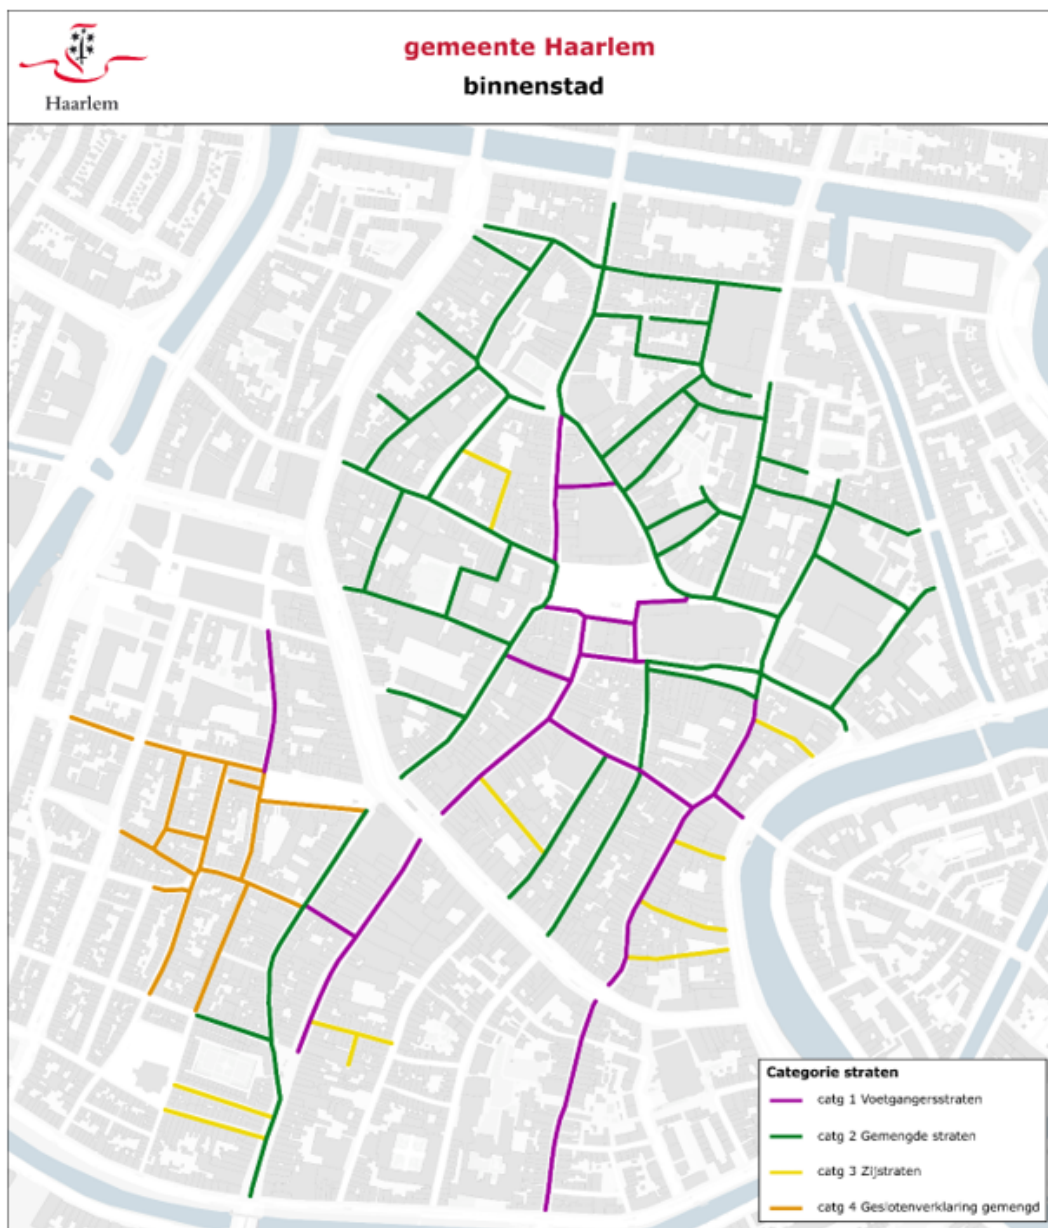 Haarlem
gemeente Haarlem
binnenstad
Categorie straten
catg 1 Voetgangersstraten
catg 2 Gemengde straten
catg 3 Zijstraten
catg 4 Geslotenverklaring gemengd